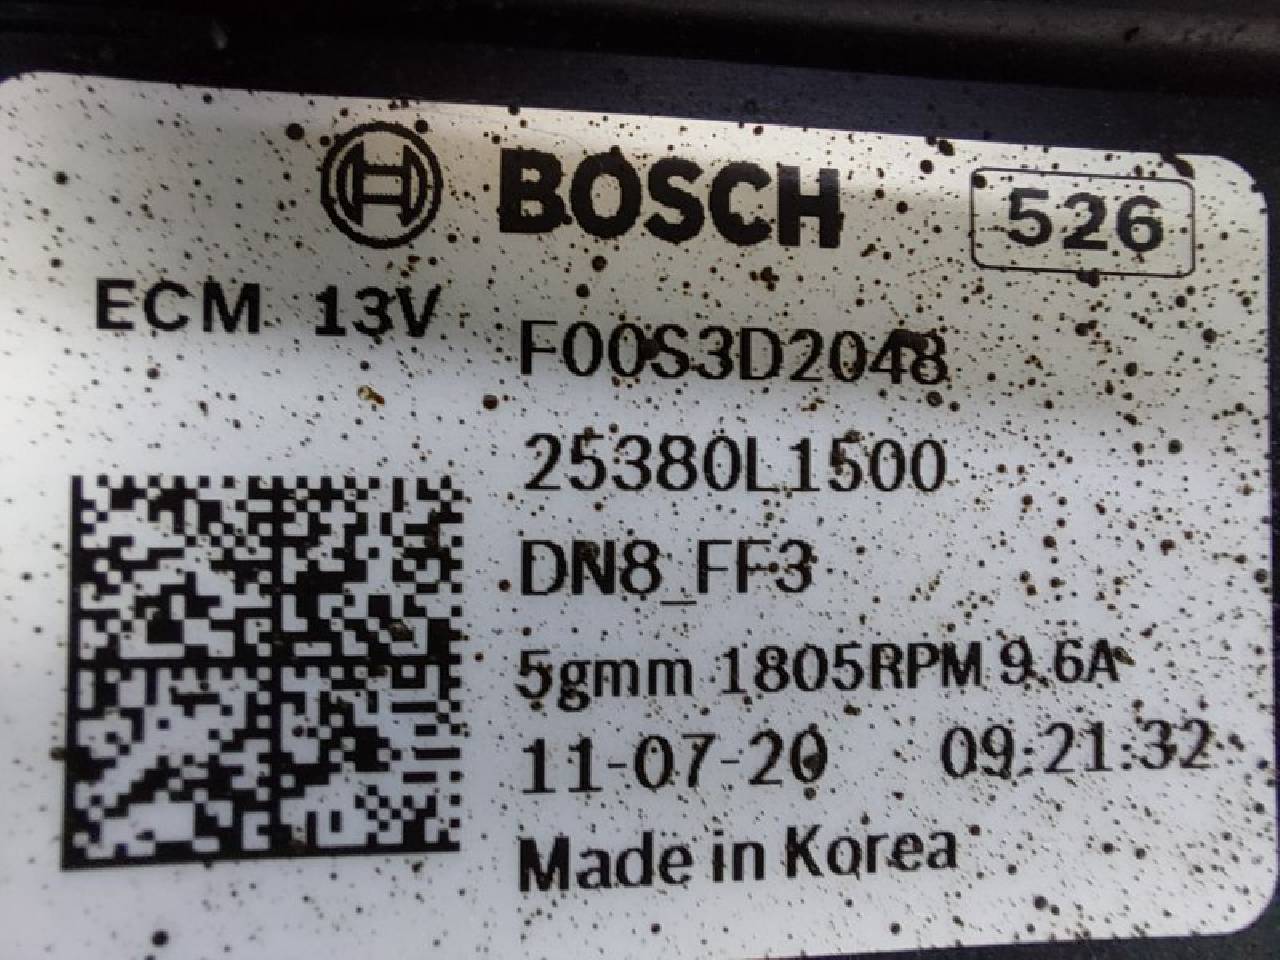 BOSCH
526
ECM 13V
F00S3D2048
25380L1500
DN8_FF3
5gmm 1805RPM 9.6A
11-07-20 09:21:32
Made in Korea